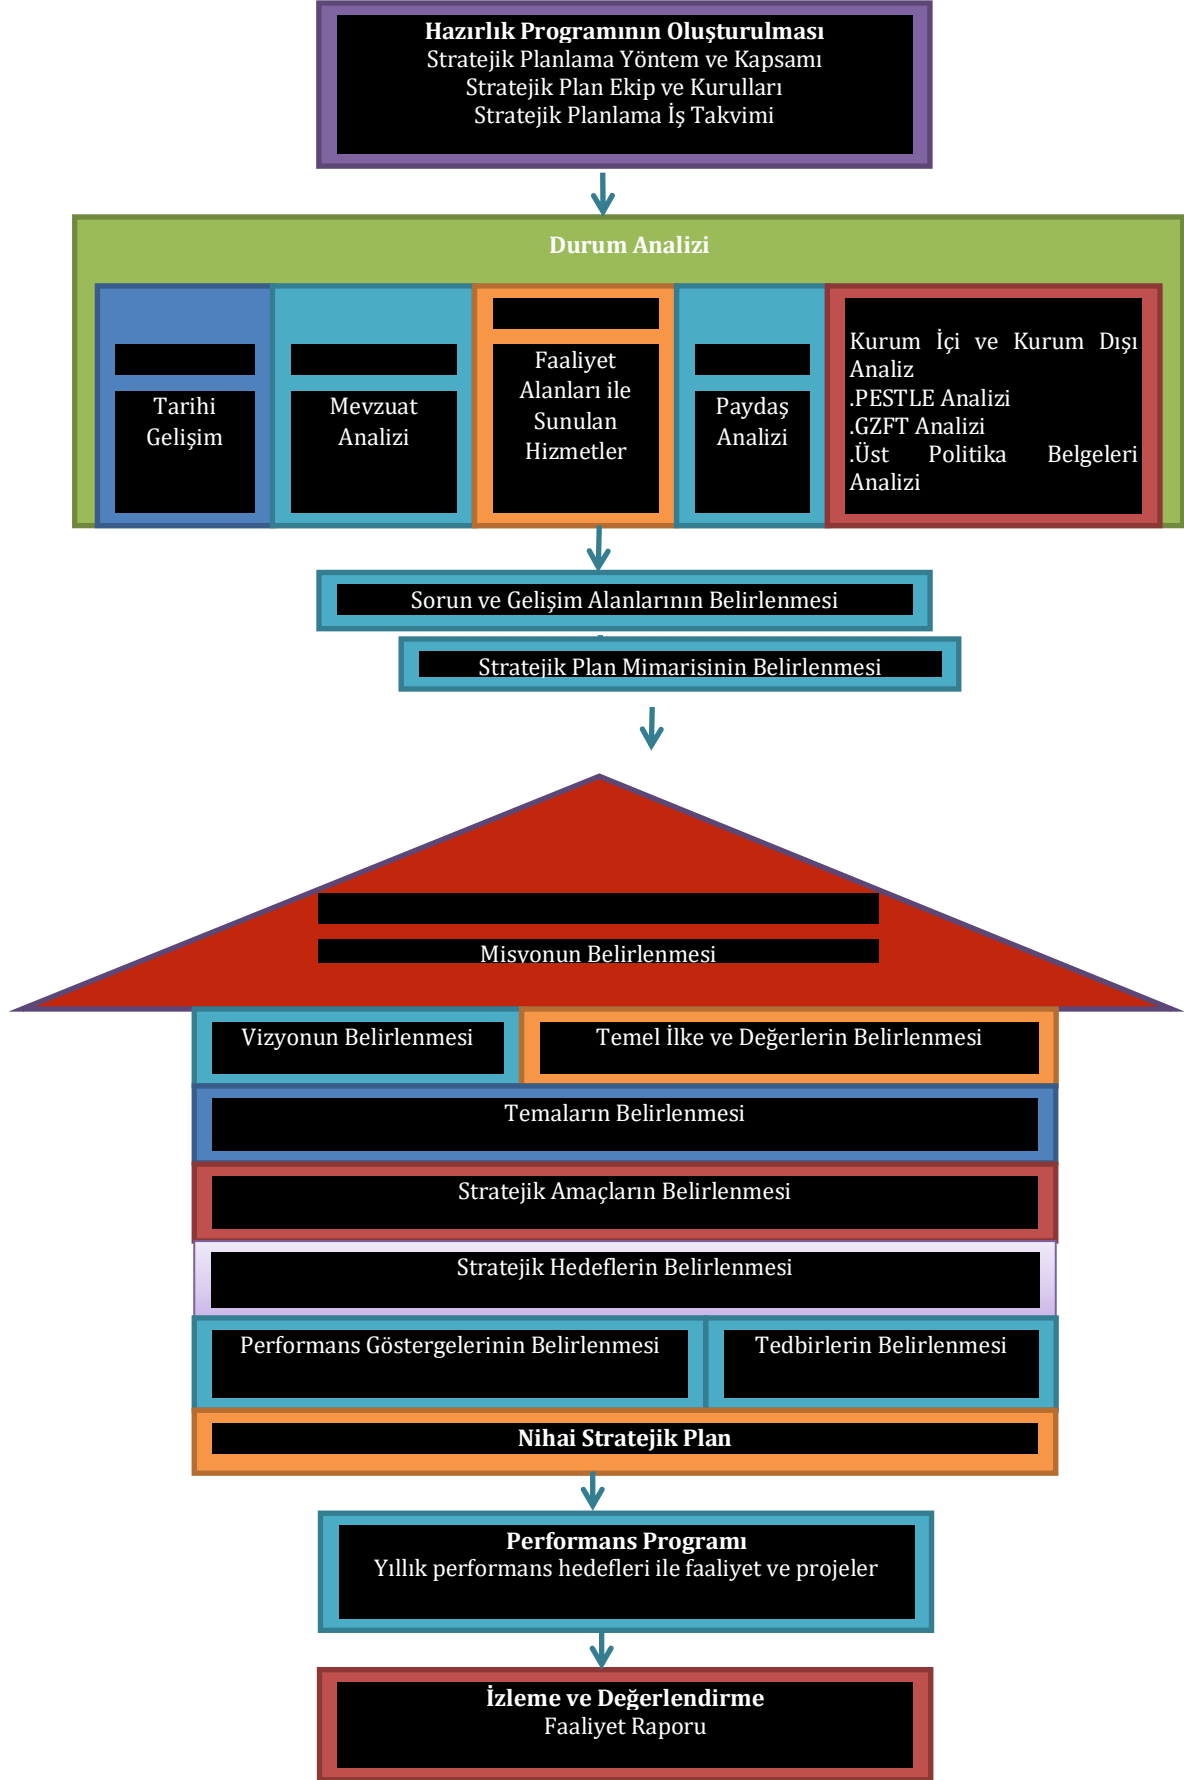 Hazırlık Programının Oluşturulması
Stratejik Planlama Yöntem ve Kapsamı
Stratejik Plan Ekip ve Kurulları
Stratejik Planlama İş Takvimi
Durum Analizi
Tarihi
Gelişim
Mevzuat
Analizi
Faaliyet
Alanları ile
Sunulan
Hizmetler
Paydaş
Analizi
Kurum İçi ve Kurum Dışı
Analiz
.PESTLE Analizi
.GZFT Analizi
.Üst Politika Belgeleri
Analizi
Sorun ve Gelişim Alanlarının Belirlenmesi
Stratejik Plan Mimarisinin Belirlenmesi
Misyonun Belirlenmesi
Vizyonun Belirlenmesi
Temel İlke ve Değerlerin Belirlenmesi
Temaların Belirlenmesi
Stratejik Amaçların Belirlenmesi
Stratejik Hedeflerin Belirlenmesi
Performans Göstergelerinin Belirlenmesi
Tedbirlerin Belirlenmesi
Nihai Stratejik Plan
Performans Programı
Yıllık performans hedefleri ile faaliyet ve projeler
İzleme ve Değerlendirme
Faaliyet Raporu